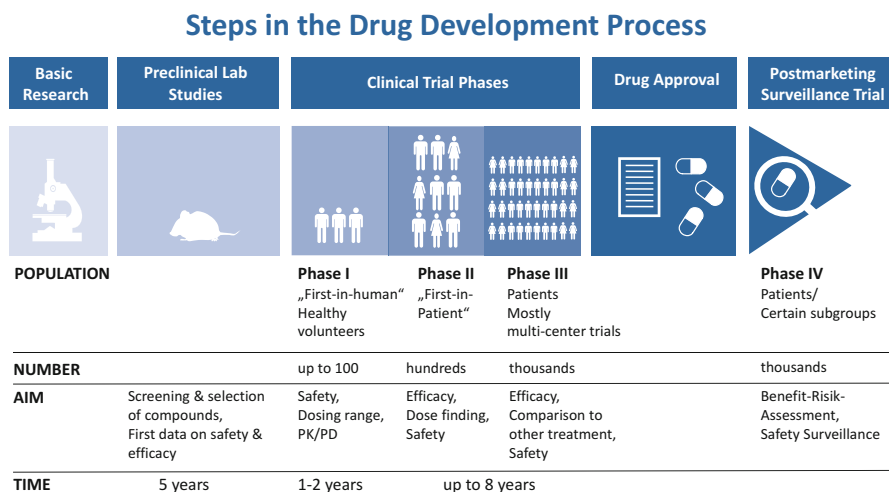 Steps in the Drug Development Process
Basic
Research
Preclinical Lab
Studies
Clinical Trial Phases
Drug Approval
Postmarketing
Surveillance Trial
POPULATION
Phase I
„First-in-human“
Healthy
volunteers
Phase II
„First-in-
Patient“
Phase III
Patients
Mostly
multi-center trials
Phase IV
Patients/
Certain subgroups
NUMBER
up to 100
hundreds
thousands
thousands
AIM
Screening & selection
of compounds,
First data on safety &
efficacy
Safety,
Dosing range,
PK/PD
Efficacy,
Dose finding,
Safety
Efficacy,
Comparison to
other treatment,
Safety
Benefit-Risk-
Assessment,
Safety Surveillance
TIME
5 years
1-2 years
up to 8 years